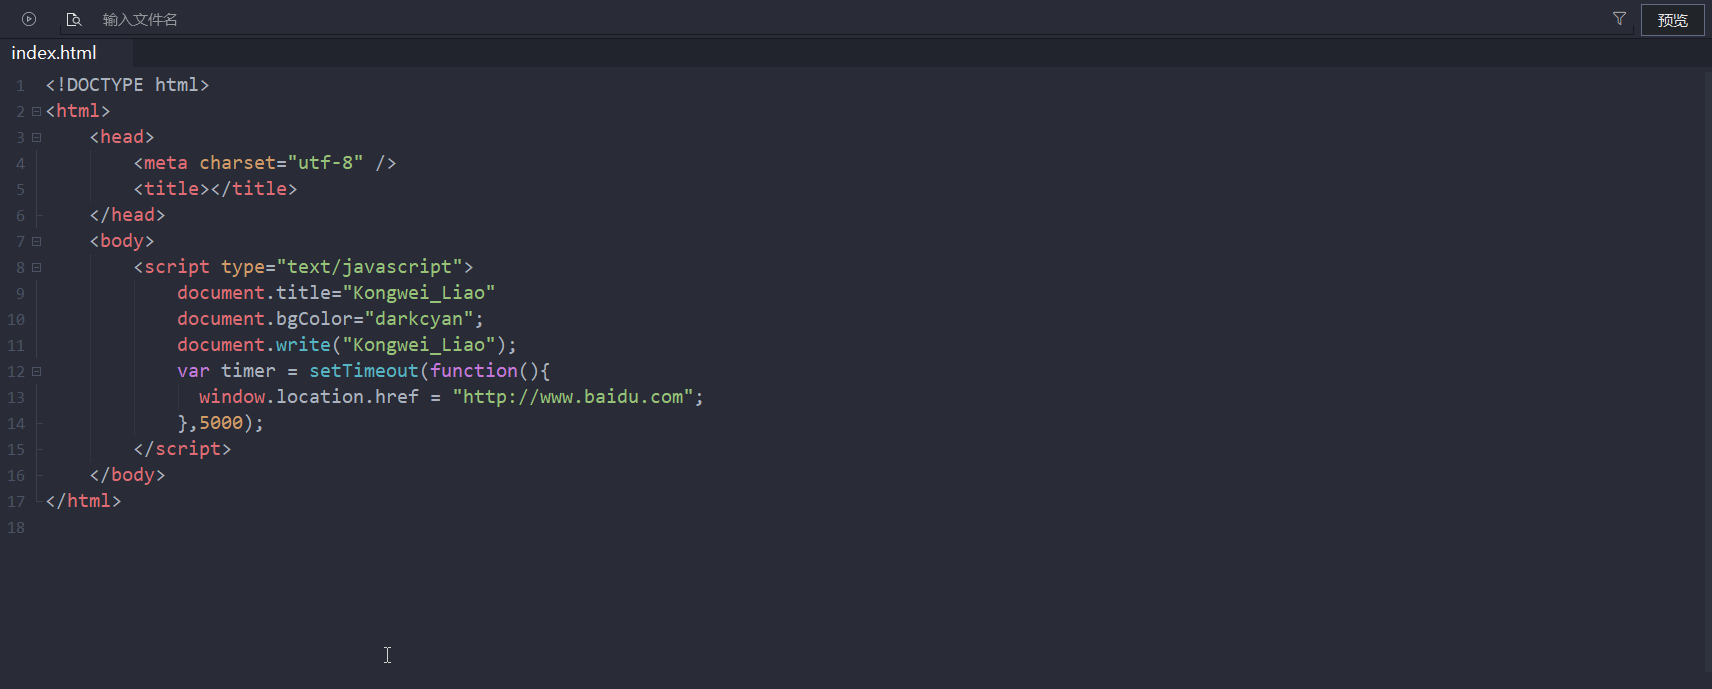 输入文件名
预览
index.html
1 <!DOCTYPE html>
2 <html>
3 <head>
4 <meta charset="utf-8" />
5 <title></title>
6 </head>
7 <body>
8 <script type="text/javascript">
9 document.title="Kongwei_Liao"
10 document.bgColor="darkcyan";
11 document.write("Kongwei_Liao");
12 var timer = setTimeout(function(){
13 window.location.href = "http://www.baidu.com";
14 },5000);
15 </script>
16 </body>
17 </html>
18